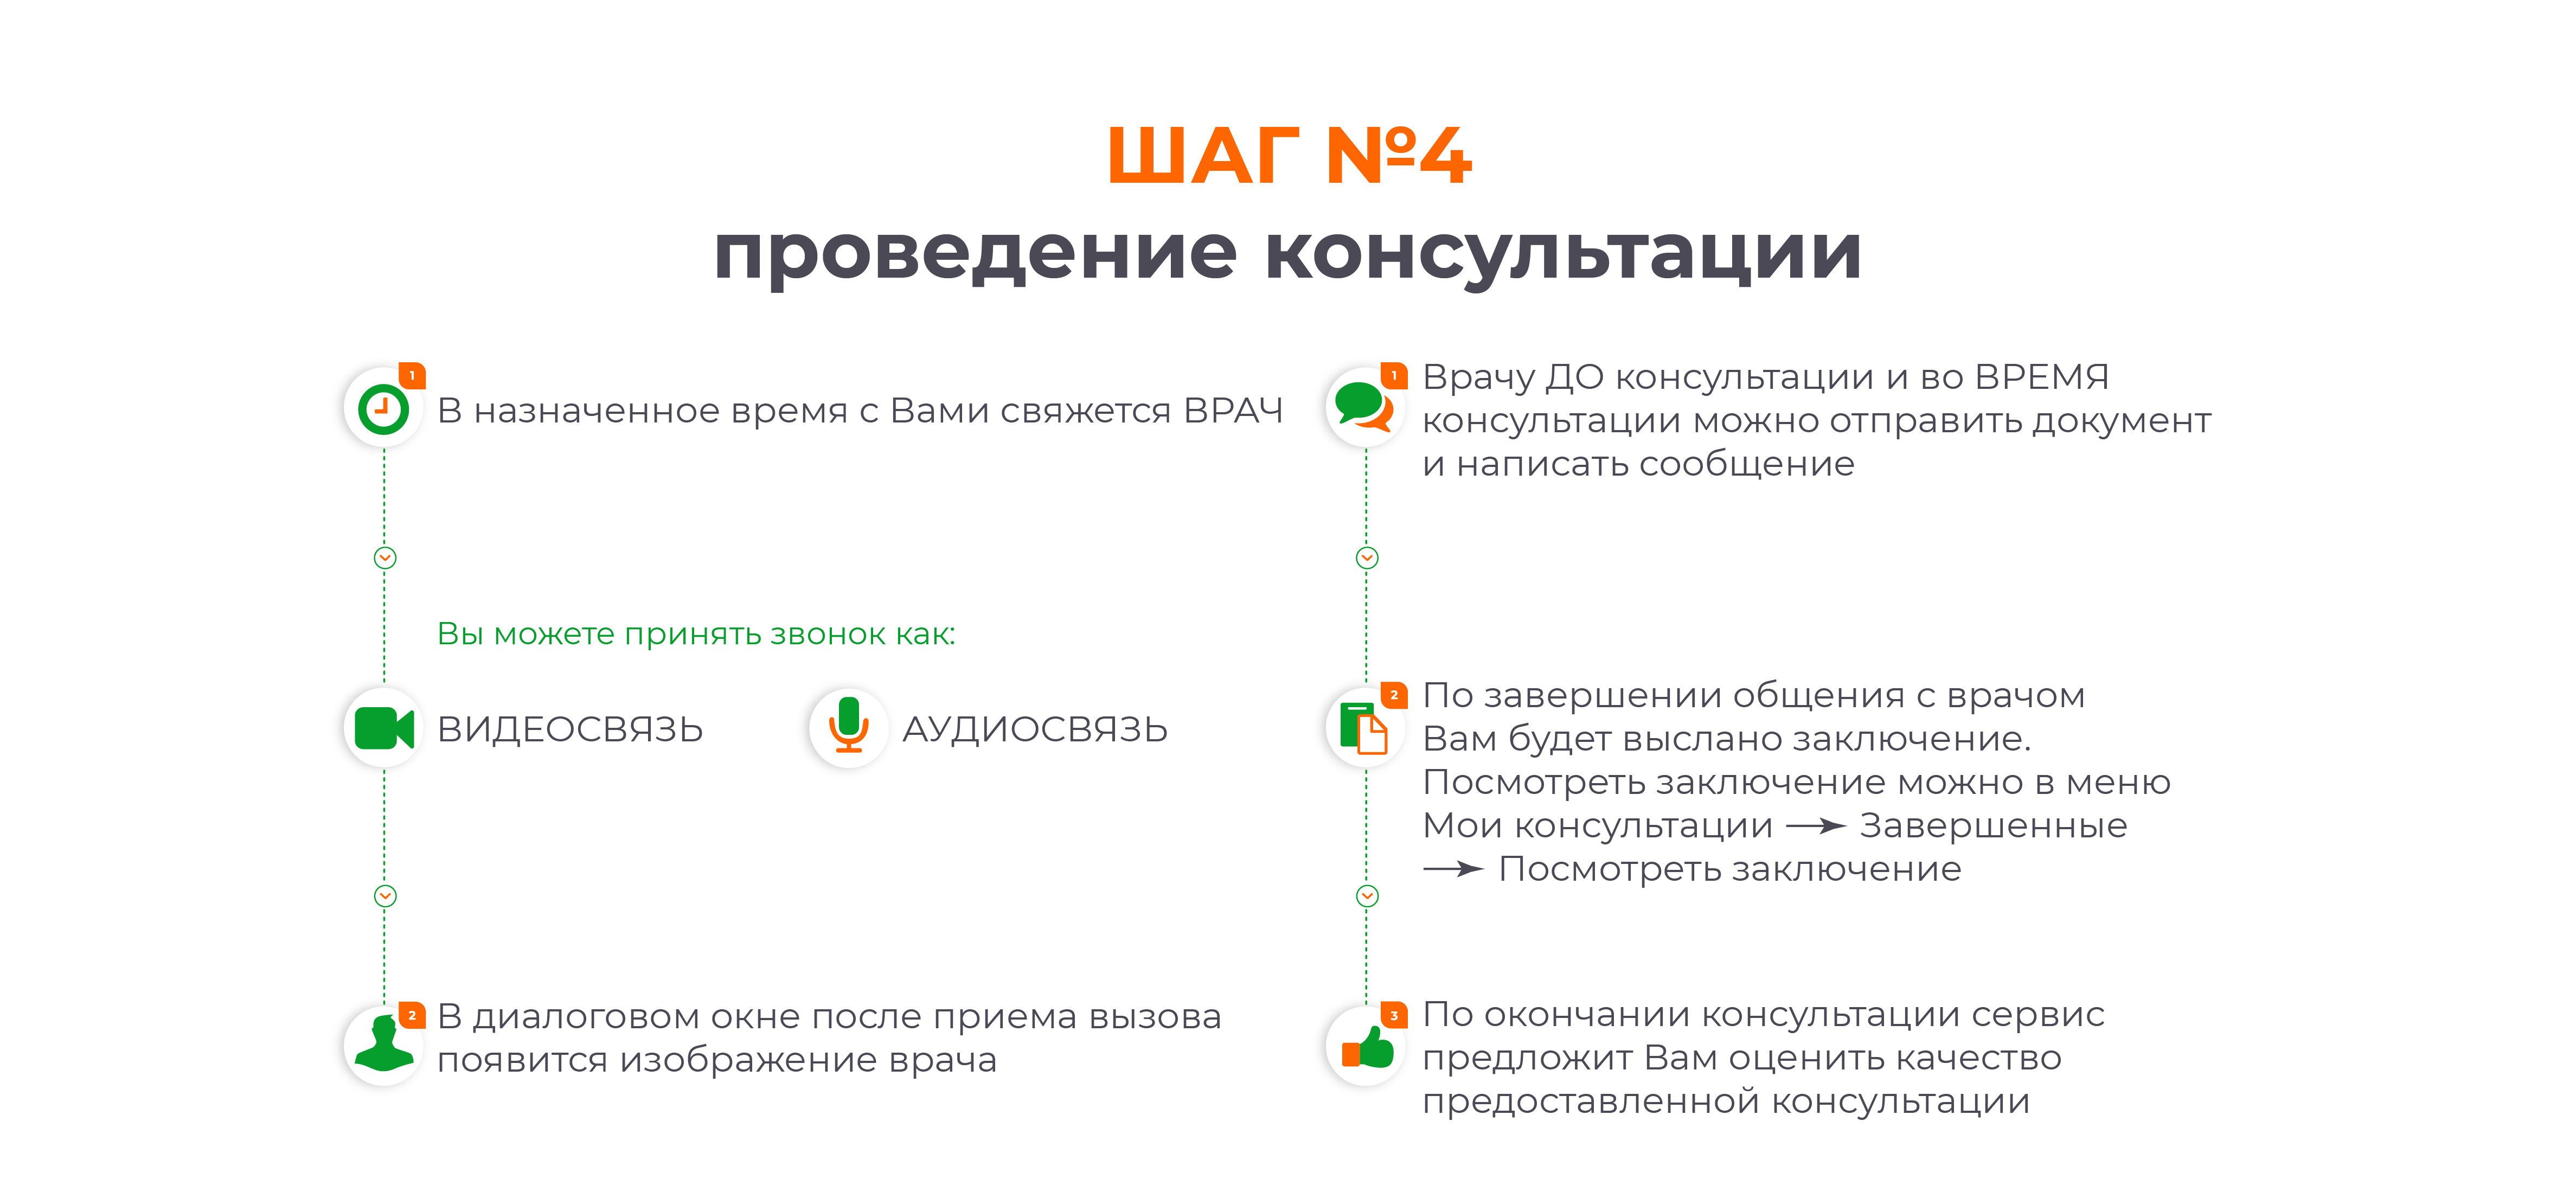 ШАГ №4
проведение консультации
1
В назначенное время с Вами свяжется ВРАЧ
Вы можете принять звонок как:
ВИДЕОСВЯЗЬ
АУДИОСВЯЗЬ
2
В диалоговом окне после приема вызова
появится изображение врача
1
Врачу ДО консультации и во ВРЕМЯ
консультации можно отправить документ
и написать сообщение
2
По завершении общения с врачом
Вам будет выслано заключение.
Посмотреть заключение можно в меню
Мои консультации → Завершенные
→ Посмотреть заключение
3
По окончании консультации сервис
предложит Вам оценить качество
предоставленной консультации